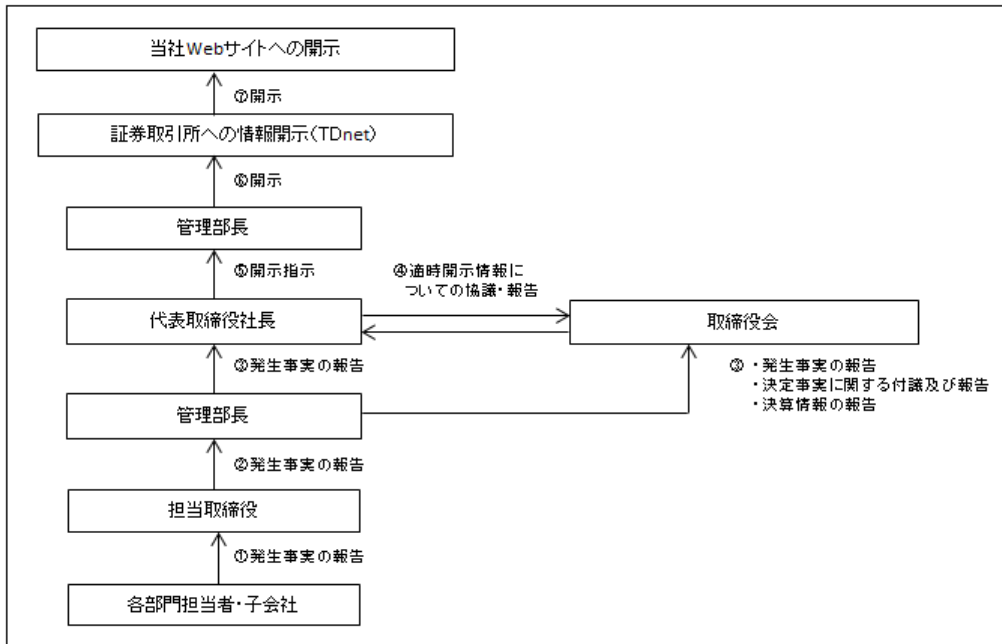 当社Webサイトへの開示
⑦開示
証券取引所への情報開示(TDnet)
⑥開示
管理部長
⑤開示指示
④適時開示情報に
ついての協議・報告
代表取締役社長
取締役会
③発生事実の報告
③ ・発生事実の報告
・決定事実に関する付議及び報告
・決算情報の報告
管理部長
②発生事実の報告
担当取締役
①発生事実の報告
各部門担当者・子会社